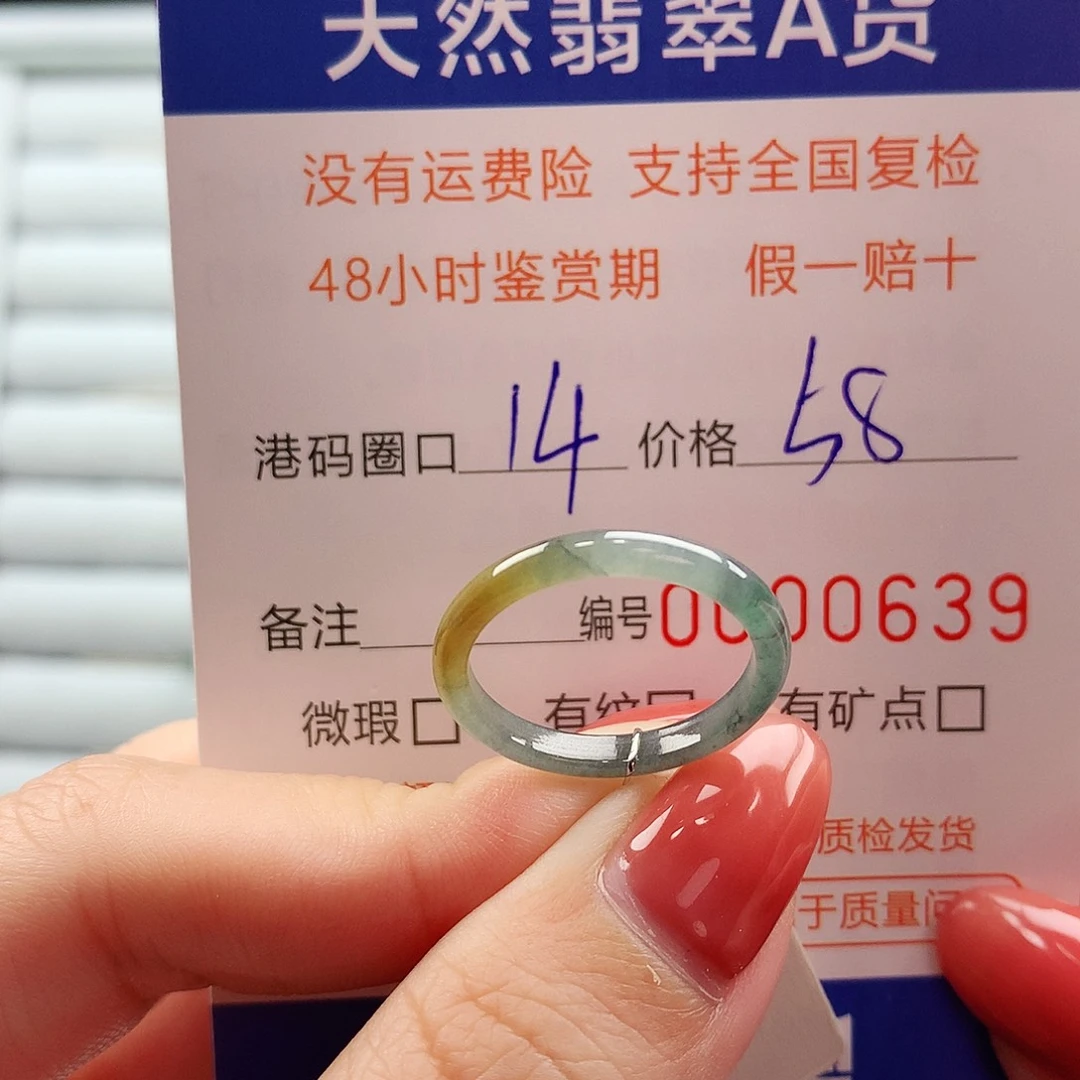 天然翡翠A货
没有运费险 支持全国复检
48小时鉴赏期 假一赔十
港码圈口 14 价格 58
备注 编号 0000639
微瑕 有纹 有矿点
质检发货
于质量问